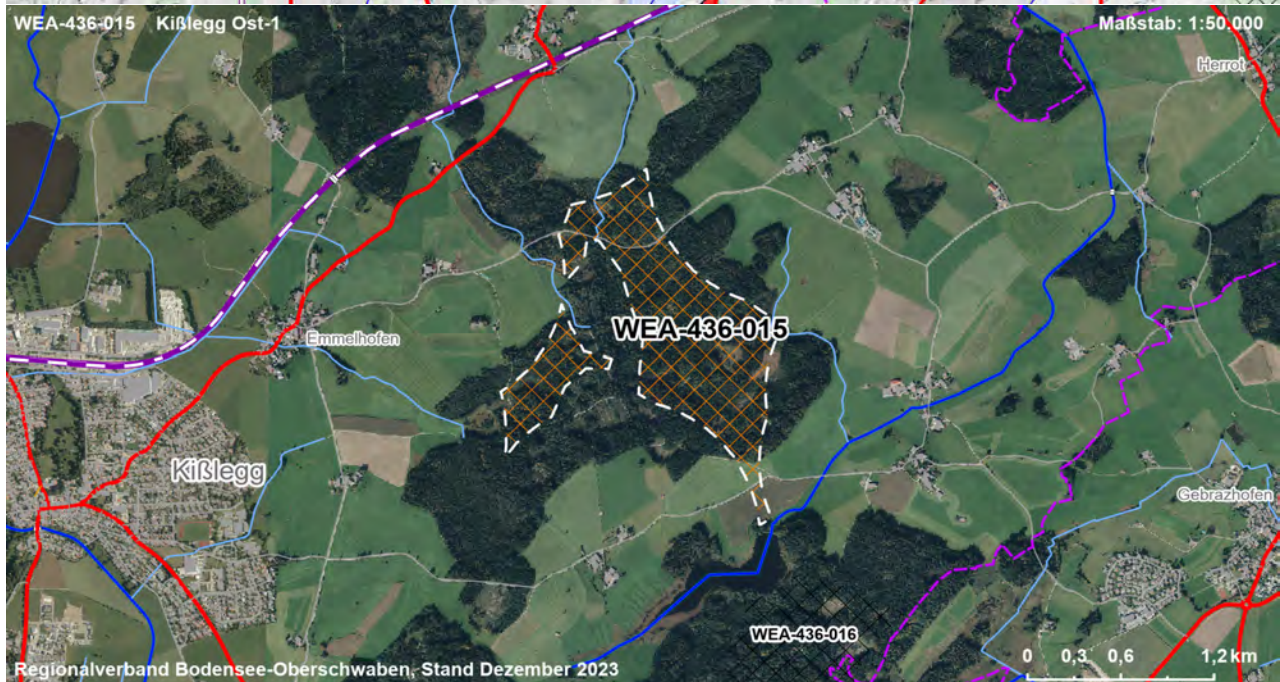 WEA-436-015 Kißlegg Ost-1
Maßstab: 1:50.000
Herrot
WEA-436-015
Emmelhofen
Kißlegg
Gebrazhofen
WEA-436-016
Regionalverband Bodensee-Oberschwaben, Stand Dezember 2023
0 0,3 0,6 1,2 km